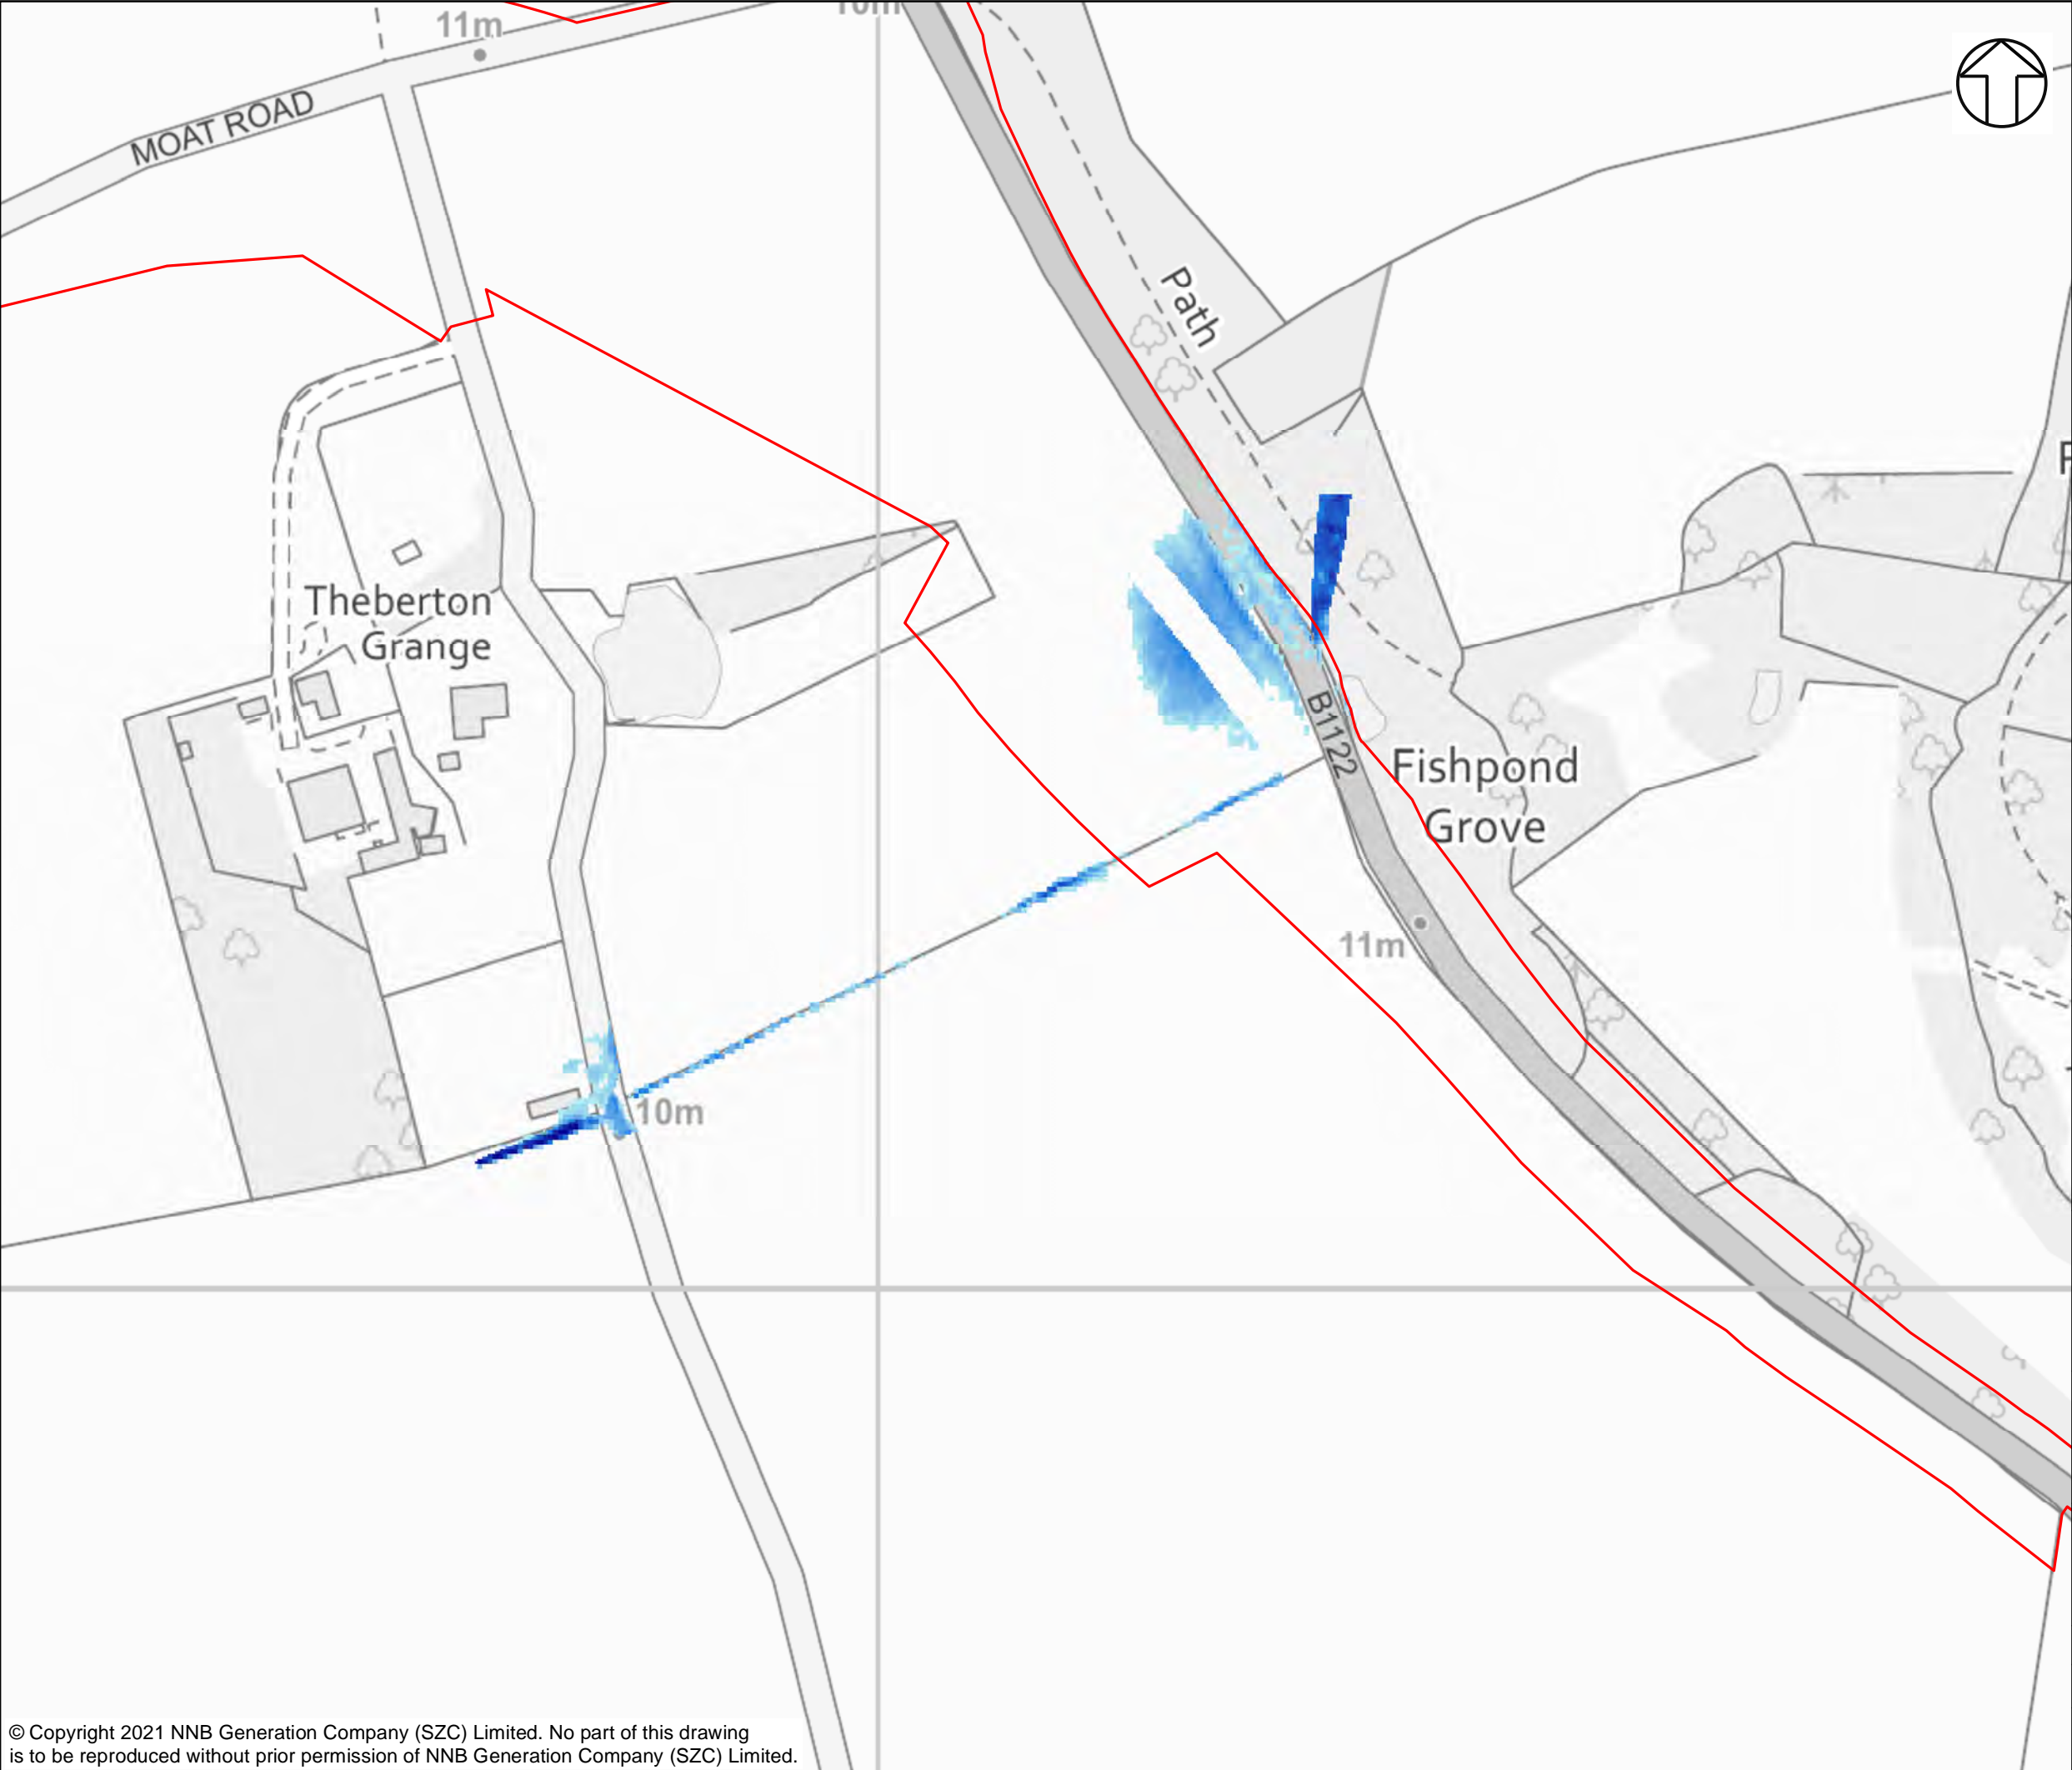 11m
10m
MOAT ROAD
Path
Theberton
Grange
B1122
Fishpond
Grove
11m
10m
© Copyright 2021 NNB Generation Company (SZC) Limited. No part of this drawing
is to be reproduced without prior permission of NNB Generation Company (SZC) Limited.